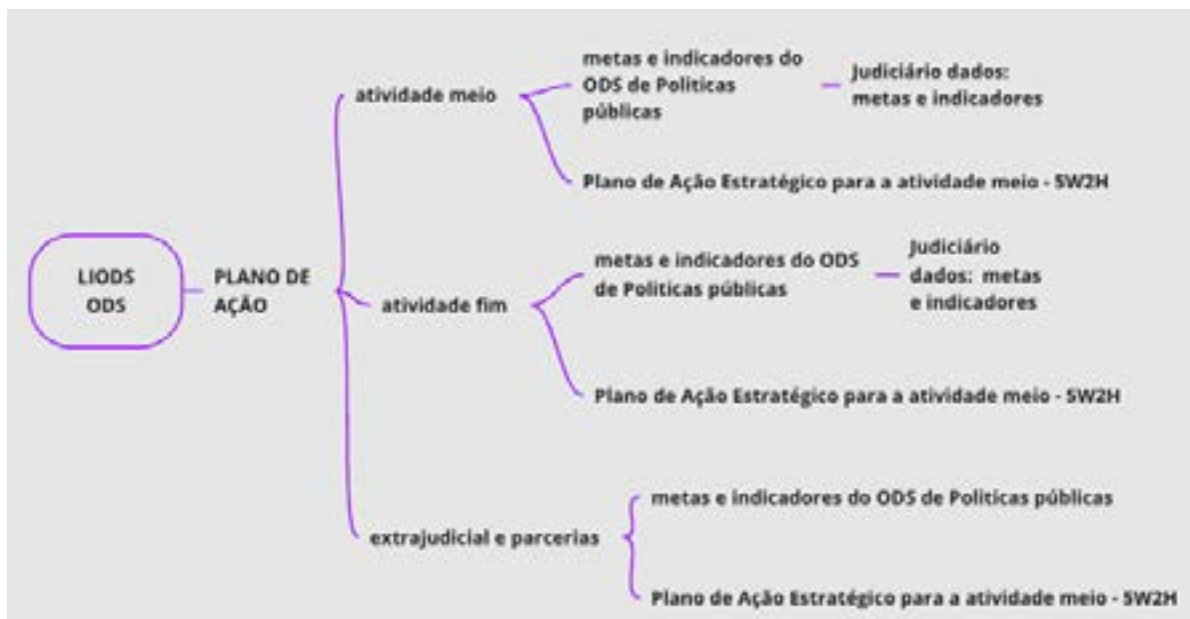 LIODS
ODS
PLANO DE
AÇÃO
atividade meio
metas e indicadores do
ODS de Politicas
públicas
Judiciário dados:
metas e indicadores
Plano de Ação Estratégico para a atividade meio - 5W2H
atividade fim
metas e indicadores do ODS
de Politicas públicas
Judiciário
dados: metas
e indicadores
Plano de Ação Estratégico para a atividade meio - 5W2H
extrajudicial e parcerias
metas e indicadores do ODS de Politicas públicas
Plano de Ação Estratégico para a atividade meio - 5W2H